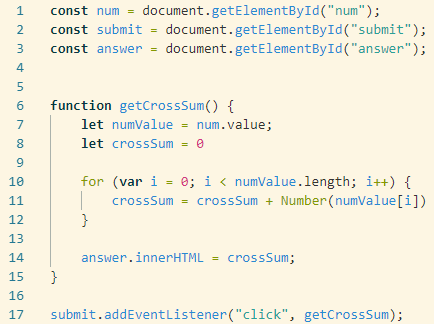 1 const num = document.getElementById("num");
2 const submit = document.getElementById("submit");
3 const answer = document.getElementById("answer");
4
5
6 function getCrossSum() {
7 let numValue = num.value;
8 let crossSum = 0
9
10 for (var i = 0; i < numValue.length; i++) {
11 crossSum = crossSum + Number(numValue[i])
12 }
13
14 answer.innerHTML = crossSum;
15 }
16
17 submit.addEventListener("click", getCrossSum);